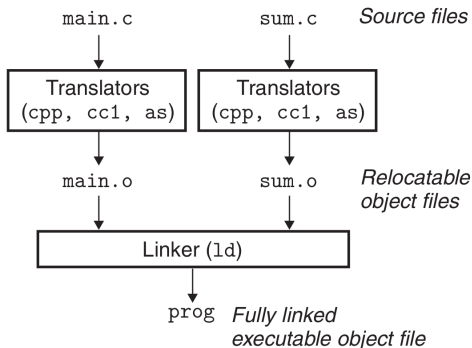 main.c sum.c Source files
Translators Translators
(cpp, cc1, as) (cpp, cc1, as)
main.o sum.o Relocatable
object files
Linker (ld)
prog Fully linked
executable object file